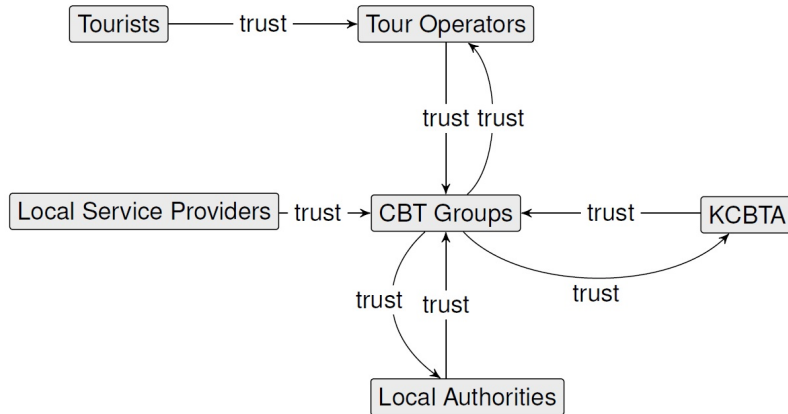 Tourists trust Tour Operators
trust trust
Local Service Providers trust CBT Groups trust KCBTA
trust trust trust
Local Authorities